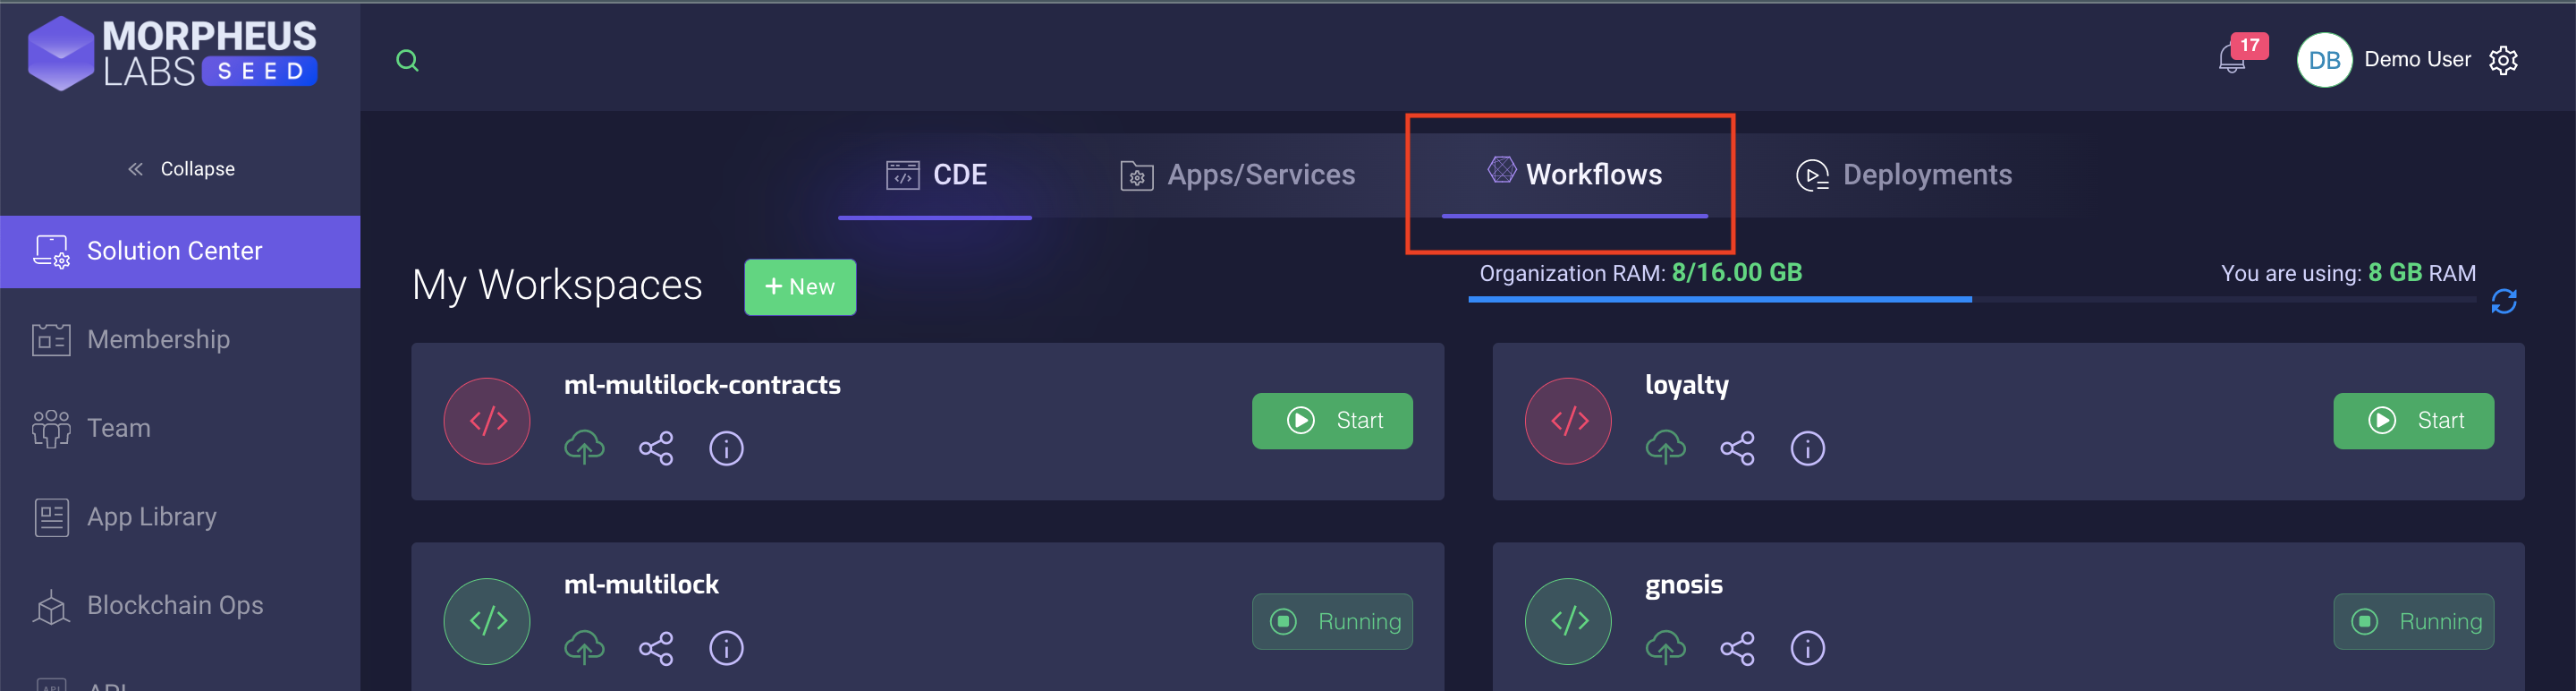 MORPHEUS
LABS SEED
17
DB
Demo User
Collapse
CDE
Apps/Services
Workflows
Deployments
Solution Center
Membership
Team
App Library
Blockchain Ops
My Workspaces
+ New
Organization RAM: 8/16.00 GB
You are using: 8 GB RAM
ml-multilock-contracts
Start
loyalty
Start
ml-multilock
Running
gnosis
Running